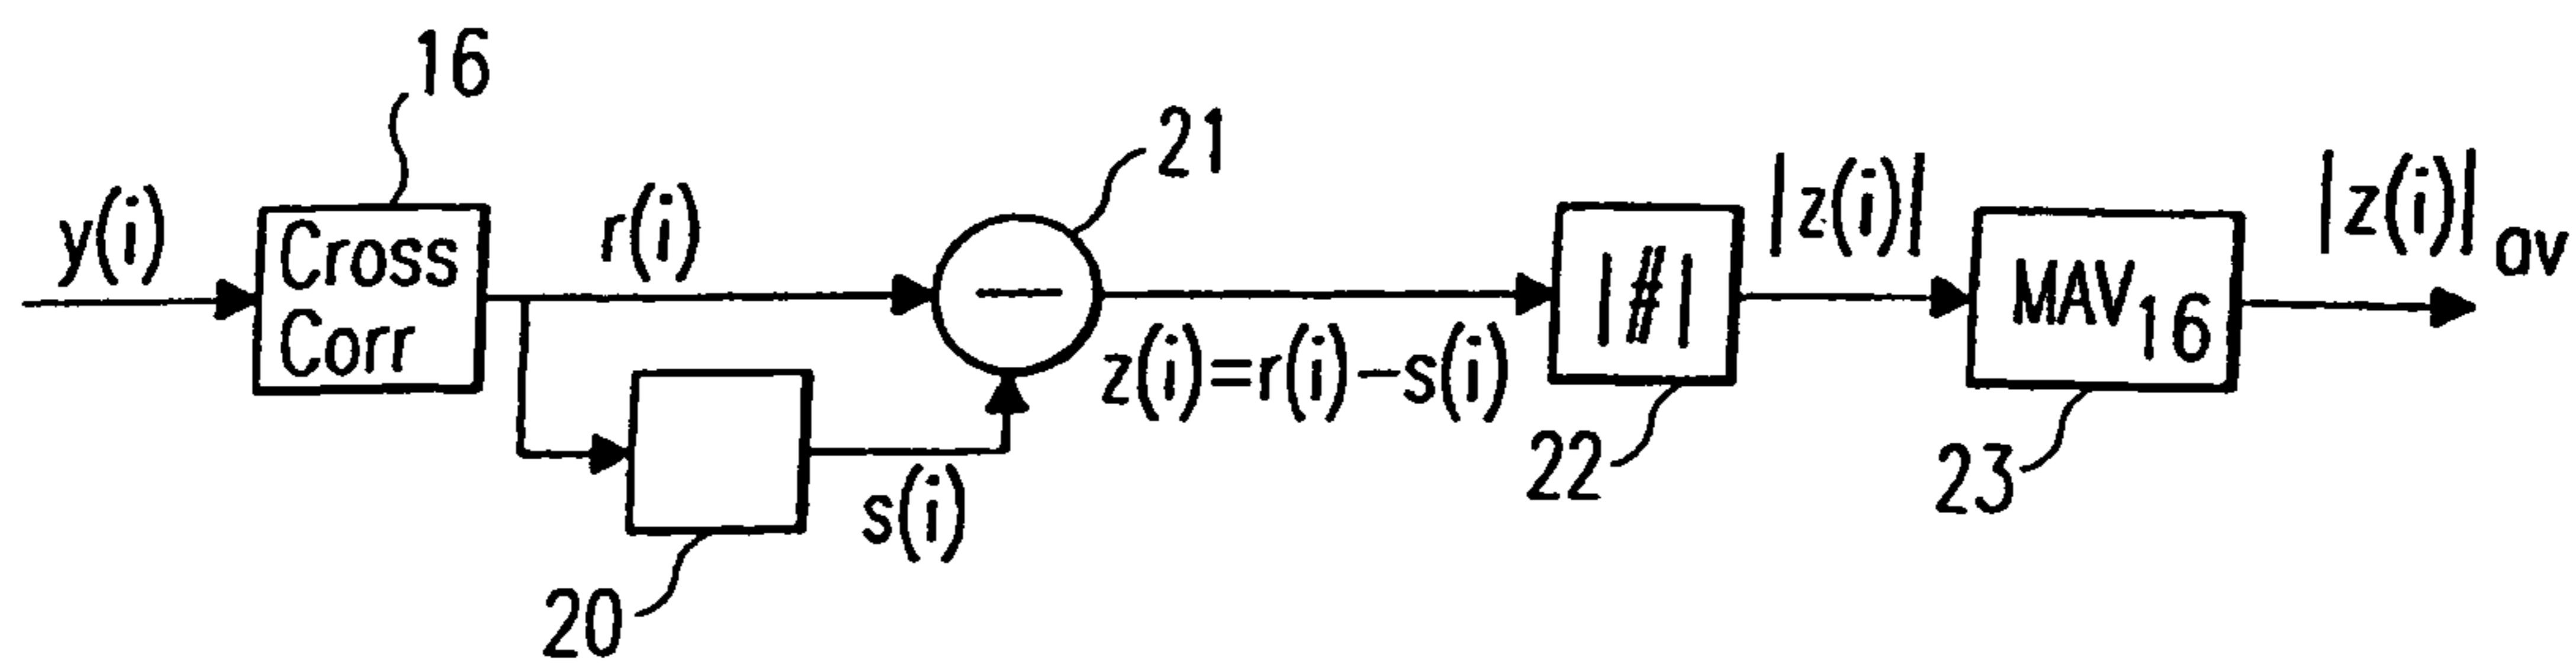 16
21
y(i)
Cross
Corr
r(i)
z(i)=r(i)-s(i)
|#|
|z(i)|
MAV16
|z(i)|av
s(i)
20
22
23